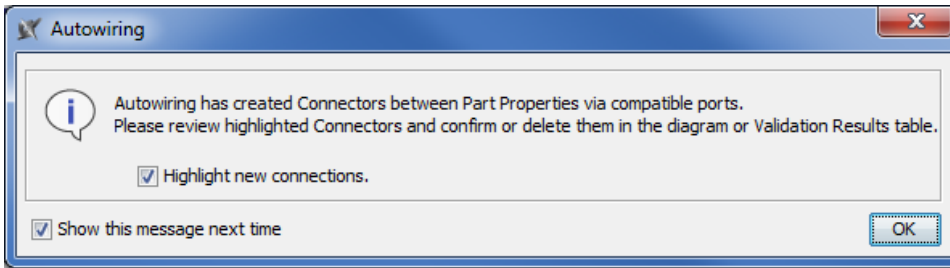 Autowiring
Autowiring has created Connectors between Part Properties via compatible ports.
Please review highlighted Connectors and confirm or delete them in the diagram or Validation Results table.
Highlight new connections.
Show this message next time
OK